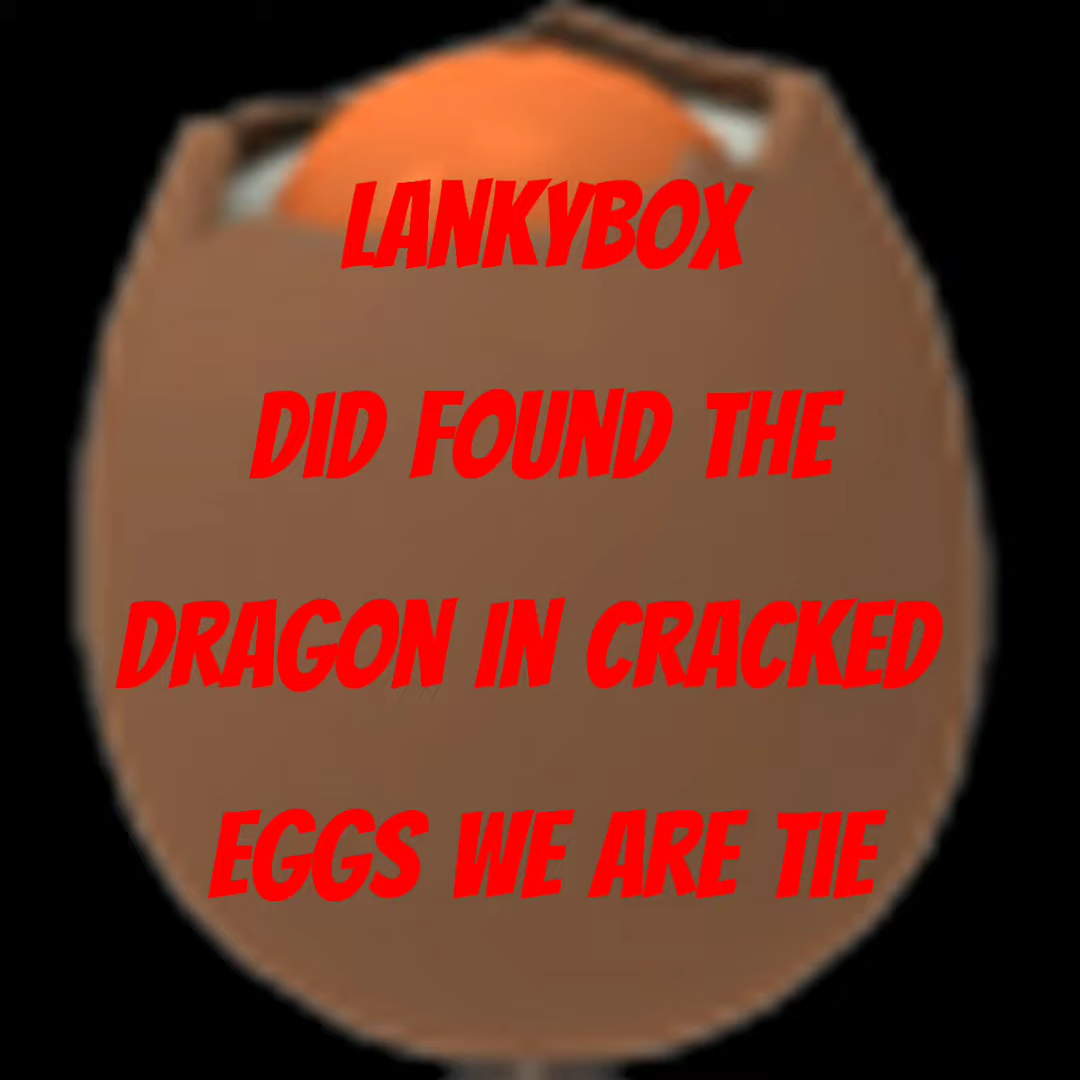 LANKYBOX
DID FOUND THE
DRAGON IN CRACKED
EGGS WE ARE TIE